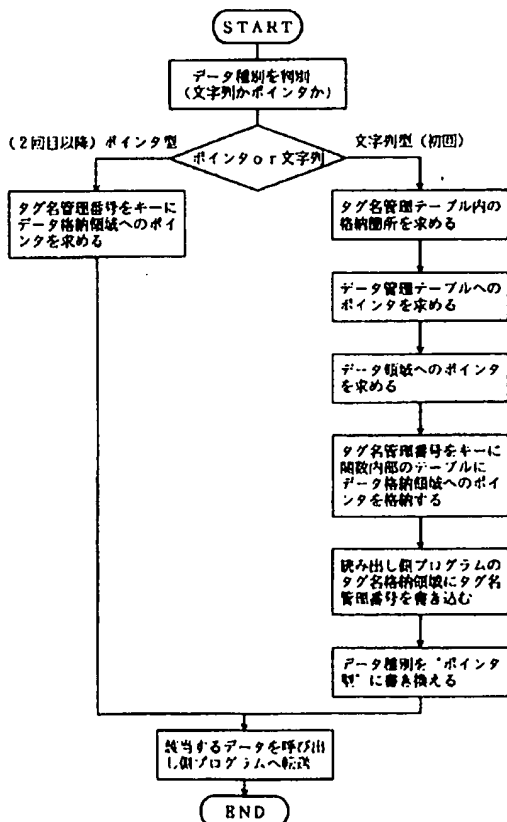 START
データ種別を判別
(文字列かポインタか)
(2回目以降) ポインタ型
ポインタor文字列
文字列型 (初回)
タグ名管理番号をキーに
データ格納領域へのポイン
タを求める
タグ名管理テーブル内の
格納箇所を求める
データ管理テーブルへの
ポインタを求める
データ領域へのポインタ
を求める
タグ名管理番号をキーに
関数内部のテーブルに
データ格納領域へのポイ
ンタを格納する
読み出し側プログラムの
タグ名格納領域にタグ名
管理番号を書き込む
データ種別を"ポインタ
型"に書き換える
該当するデータを呼び出
し側プログラムへ転送
END